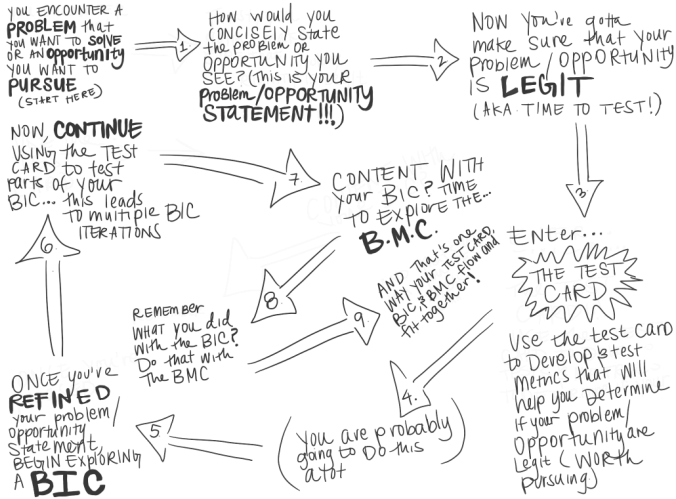 YOU ENCOUNTER A
PROBLEM that
YOU WANT to SOLVE
OR AN Opportunity
YOU WANT TO
PURSUE
(START HERE)
1.
HOW would you
CONCISELY State
the PROBLEM OR
OPPORTUNITY YOU
SEE? (THIS IS YOUR
Problem/OPPORTUNITY
STATEMENT!!!)
2.
NOW You've gotta
make Sure that Your
Problem / OPPORTUNITY
IS LEGIT
(AKA TIME TO TEST!)
3.
Enter...
THE TEST
CARD
Use the test Card
to Develop & test
Metrics that Will
help you Determine
if your problem/
Opportunity are
Legit (Worth
Pursuing)
4.
(You are probably
going to Do this
alot)
5.
ONCE you've
REFINED
your problem/
Opportunity
Statement,
BEGIN EXPLORING
A BIC
6
NOW, CONTINUE
USING the TEST
CARD to test
parts of your
BIC... this leads
TO multiple BIC
ITERATIONS
7.
CONTENT WITH
your BIC? TIME
TO Explore the...
B.M.C.
8
REMEMBER
WHAT you did
With the BIC?
Do that with
The BMC
9.
AND that's one
WAY your TEST CARD,
BIC, & BMC flow and
fit together!